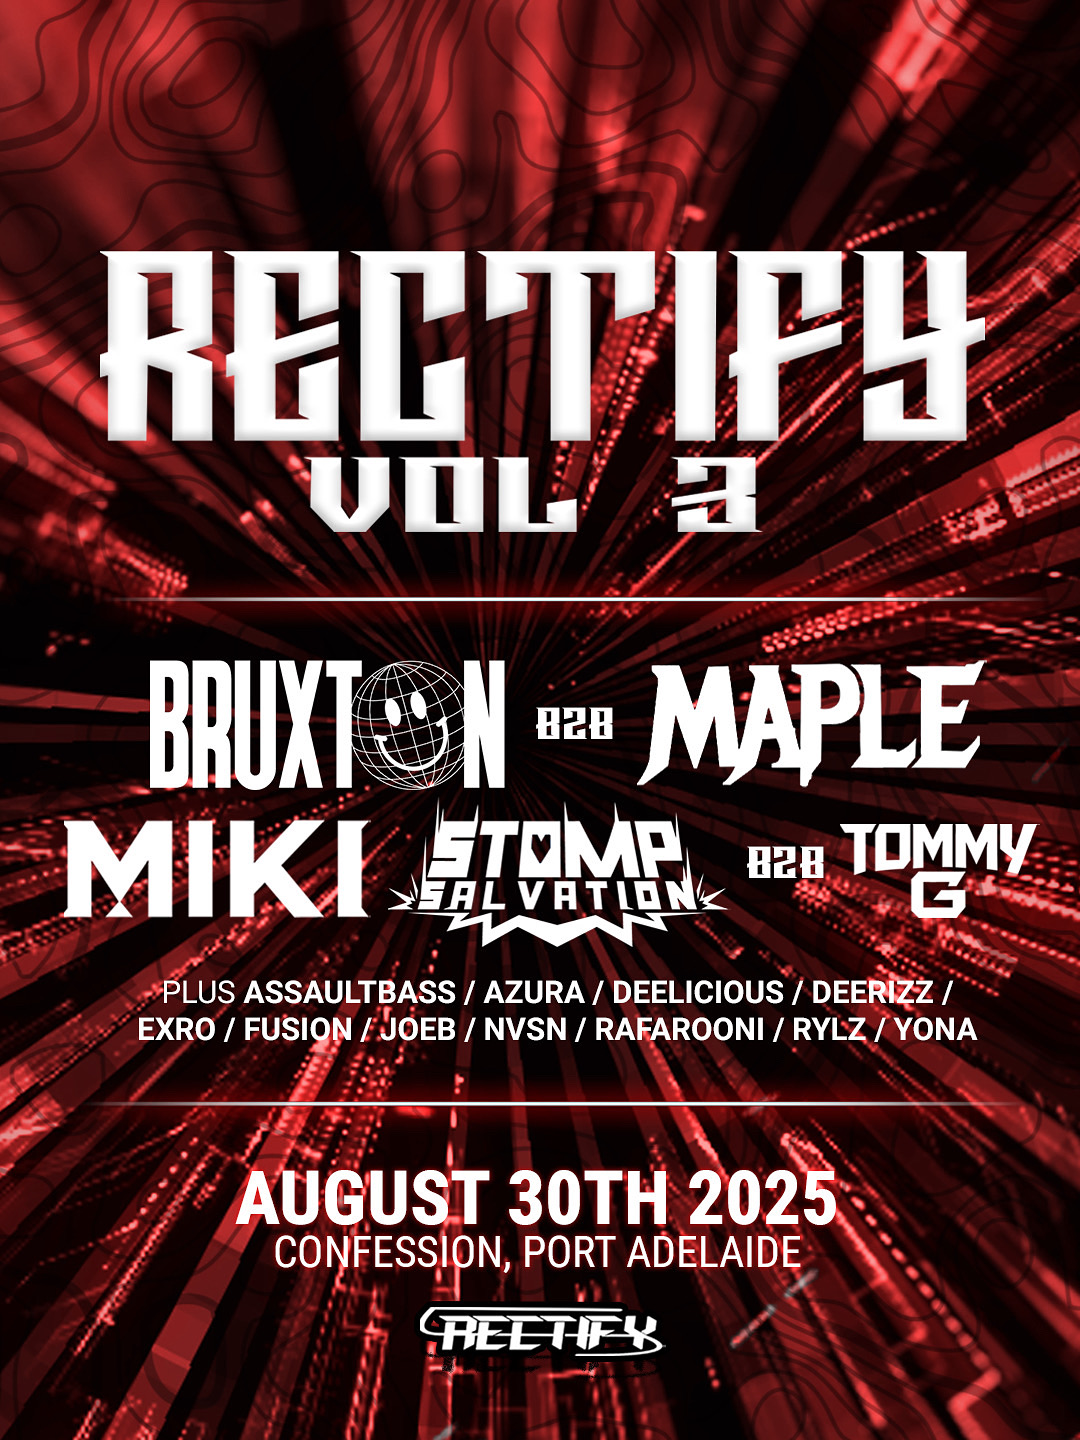 RECTIFY
VOL 3
BRUXTON B2B MAPLE
MIKI STOMP SALVATION B2B TOMMY G
PLUS ASSAULTBASS / AZURA / DEELICIOUS / DEERIZZ /
EXRO / FUSION / JOEB / NVSN / RAFAROONI / RYLZ / YONA
AUGUST 30TH 2025
CONFESSION, PORT ADELAIDE
RECTIFY